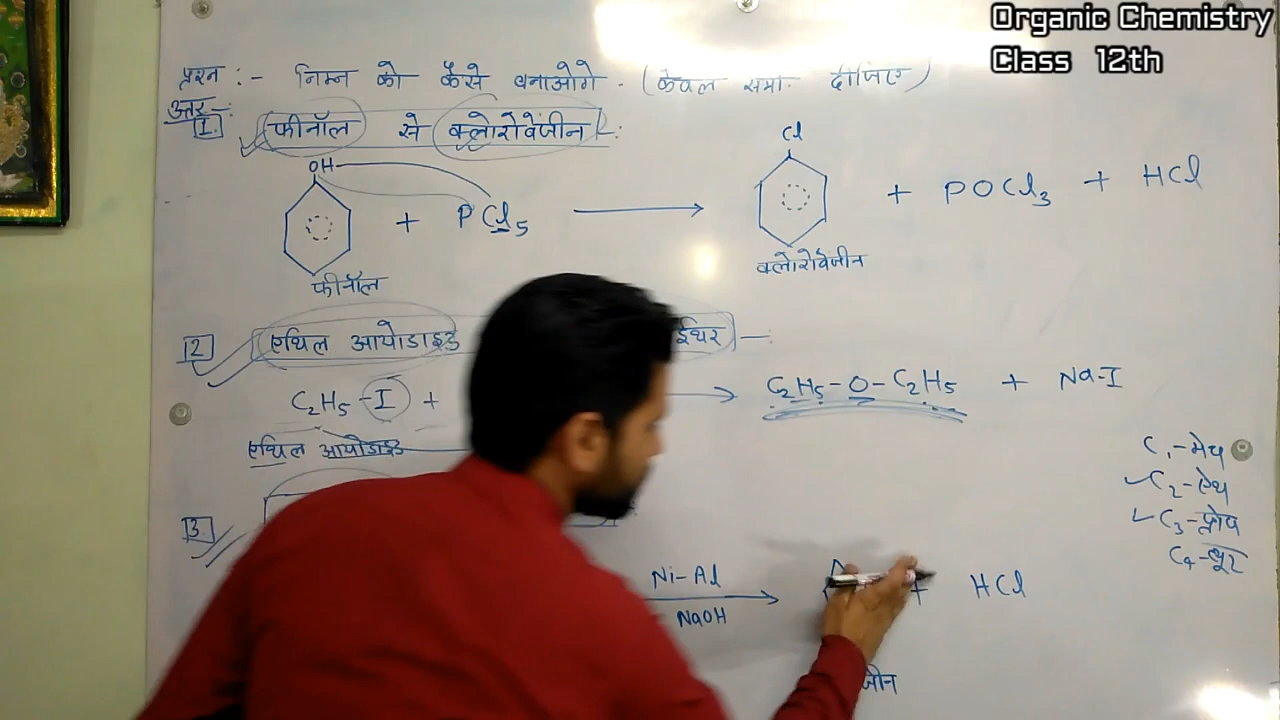 Organic Chemistry
Class 12th
प्रश्न :- निम्न को कैसे बनाओगे - (केवल समी. दीजिए)
उत्तर -:
1. फीनॉल से क्लोरोबेंजीन -:
OH Cl
+ PCl5 → + POCl3 + HCl
फीनॉल क्लोरोबेंजीन
2 एथिल आयोडाइड ईथर -:
C2H5-I + → C2H5-O-C2H5 + Na-I
एथिल आयोडाइड
C1-मेथ
C2-ऐथ
C3-प्रोप
C4-ब्यूट
3.
Ni-Al
NaOH
→ + HCl